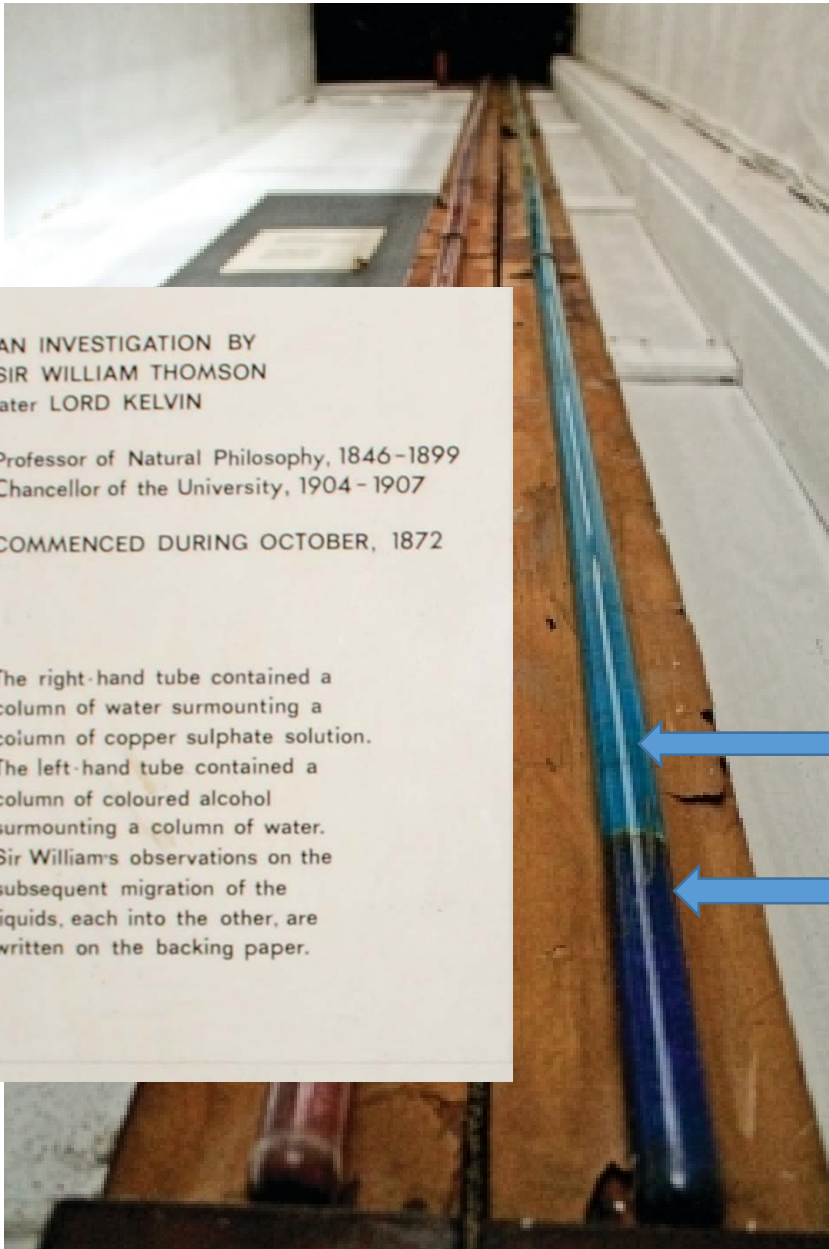 AN INVESTIGATION BY
SIR WILLIAM THOMSON
ater LORD KELVIN
Professor of Natural Philosophy, 1846-1899
Chancellor of the University, 1904-1907
COMMENCED DURING OCTOBER, 1872
The right-hand tube contained a
column of water surmounting a
column of copper sulphate solution.
The left-hand tube contained a
column of coloured alcohol
surmounting a column of water.
Sir William's observations on the
subsequent migration of the
iquids, each into the other, are
written on the backing paper.